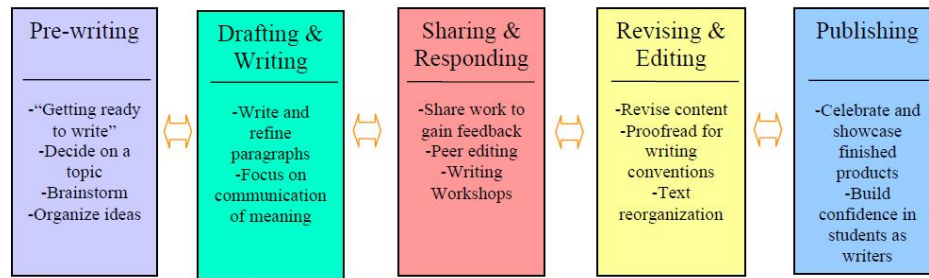 Pre-writing
-“Getting ready
to write”
-Decide on a
topic
-Brainstorm
-Organize ideas
Drafting &
Writing
-Write and
refine
paragraphs
-Focus on
communication
of meaning
Sharing &
Responding
-Share work to
gain feedback
-Peer editing
-Writing
Workshops
Revising &
Editing
-Revise content
-Proofread for
writing
conventions
-Text
reorganization
Publishing
-Celebrate and
showcase
finished
products
-Build
confidence in
students as
writers